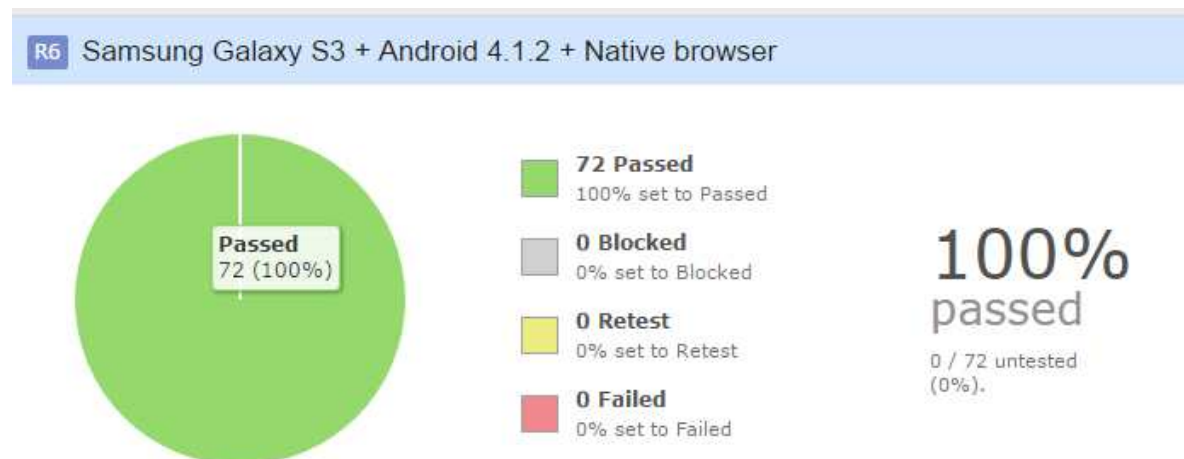 R6 Samsung Galaxy S3 + Android 4.1.2 + Native browser
Passed
72 (100%)
72 Passed
100% set to Passed
0 Blocked
0% set to Blocked
0 Retest
0% set to Retest
0 Failed
0% set to Failed
100%
passed
0 / 72 untested
(0%).